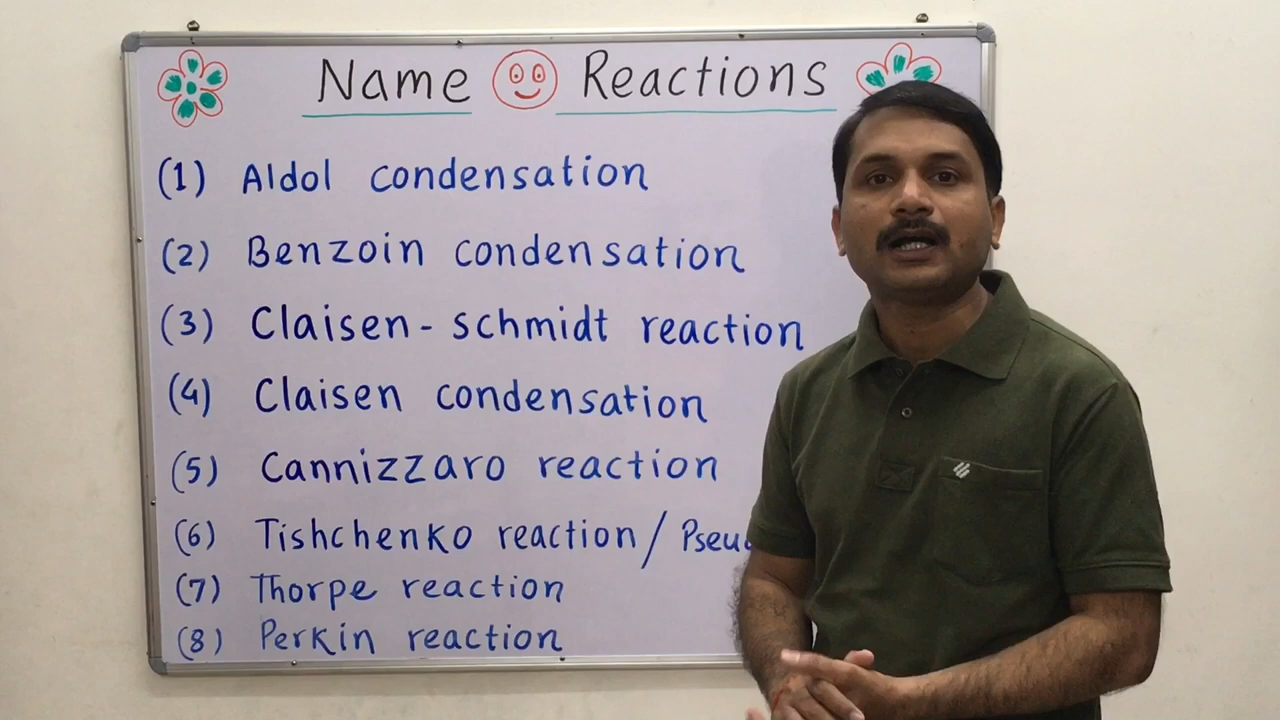 Name Reactions
(1) Aldol condensation
(2) Benzoin condensation
(3) Claisen-schmidt reaction
(4) Claisen condensation
(5) Cannizzaro reaction
(6) Tishchenko reaction /
(7) Thorpe reaction
(8) Perkin reaction